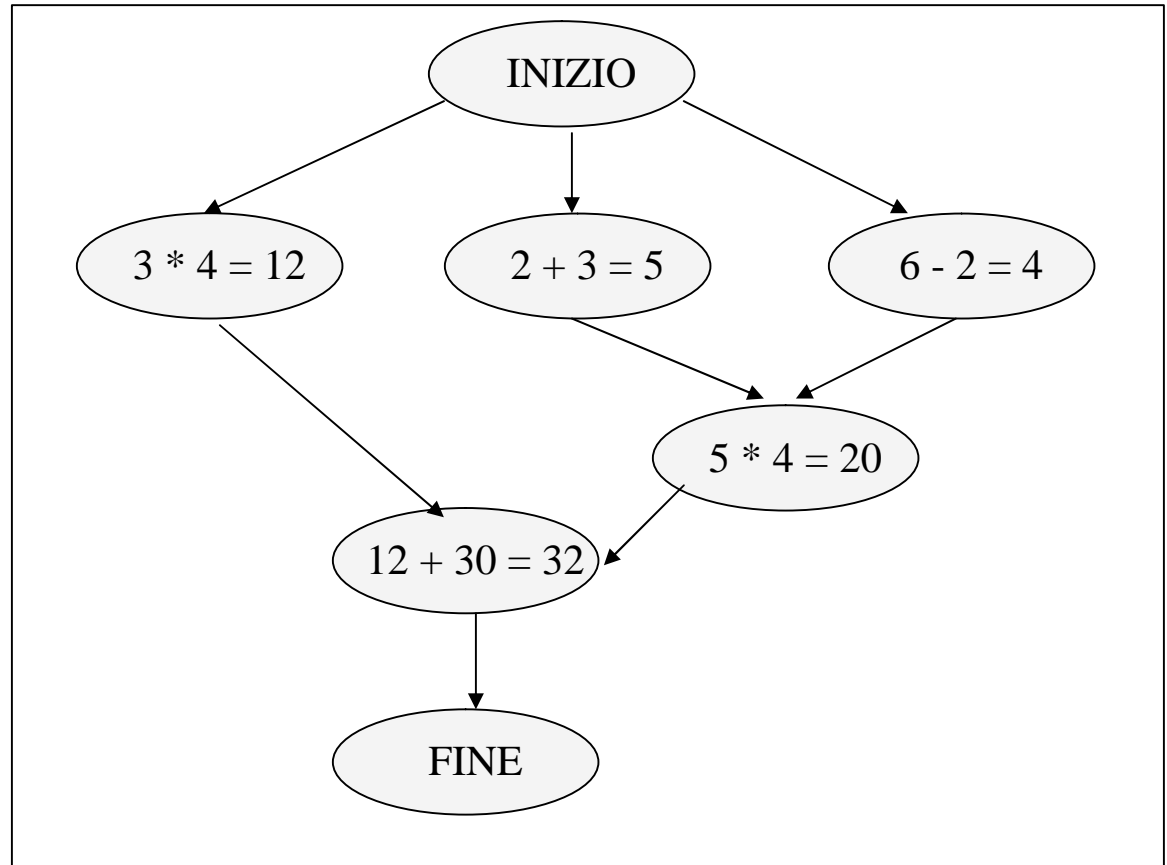 INIZIO
3 * 4 = 12
2 + 3 = 5
6 - 2 = 4
5 * 4 = 20
12 + 30 = 32
FINE